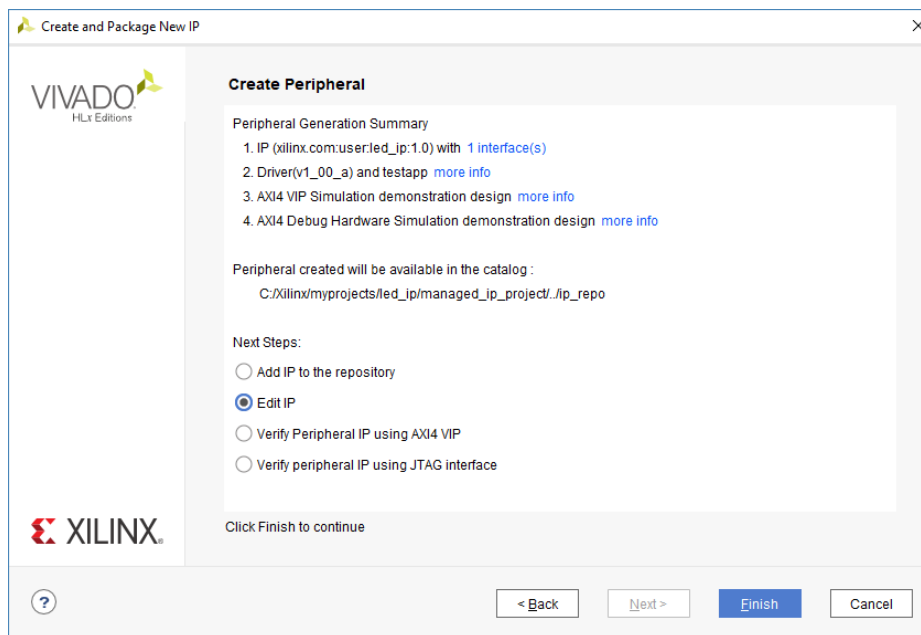 Create and Package New IP
VIVADO.
HLx Editions
Create Peripheral
Peripheral Generation Summary
1. IP (xilinx.com:user:led_ip:1.0) with 1 interface(s)
2. Driver(v1_00_a) and testapp more info
3. AXI4 VIP Simulation demonstration design more info
4. AXI4 Debug Hardware Simulation demonstration design more info
Peripheral created will be available in the catalog :
C:/Xilinx/myprojects/led_ip/managed_ip_project/../ip_repo
Next Steps:
Add IP to the repository
Edit IP
Verify Peripheral IP using AXI4 VIP
Verify peripheral IP using JTAG interface
XILINX.
Click Finish to continue
? < Back Next > Finish Cancel